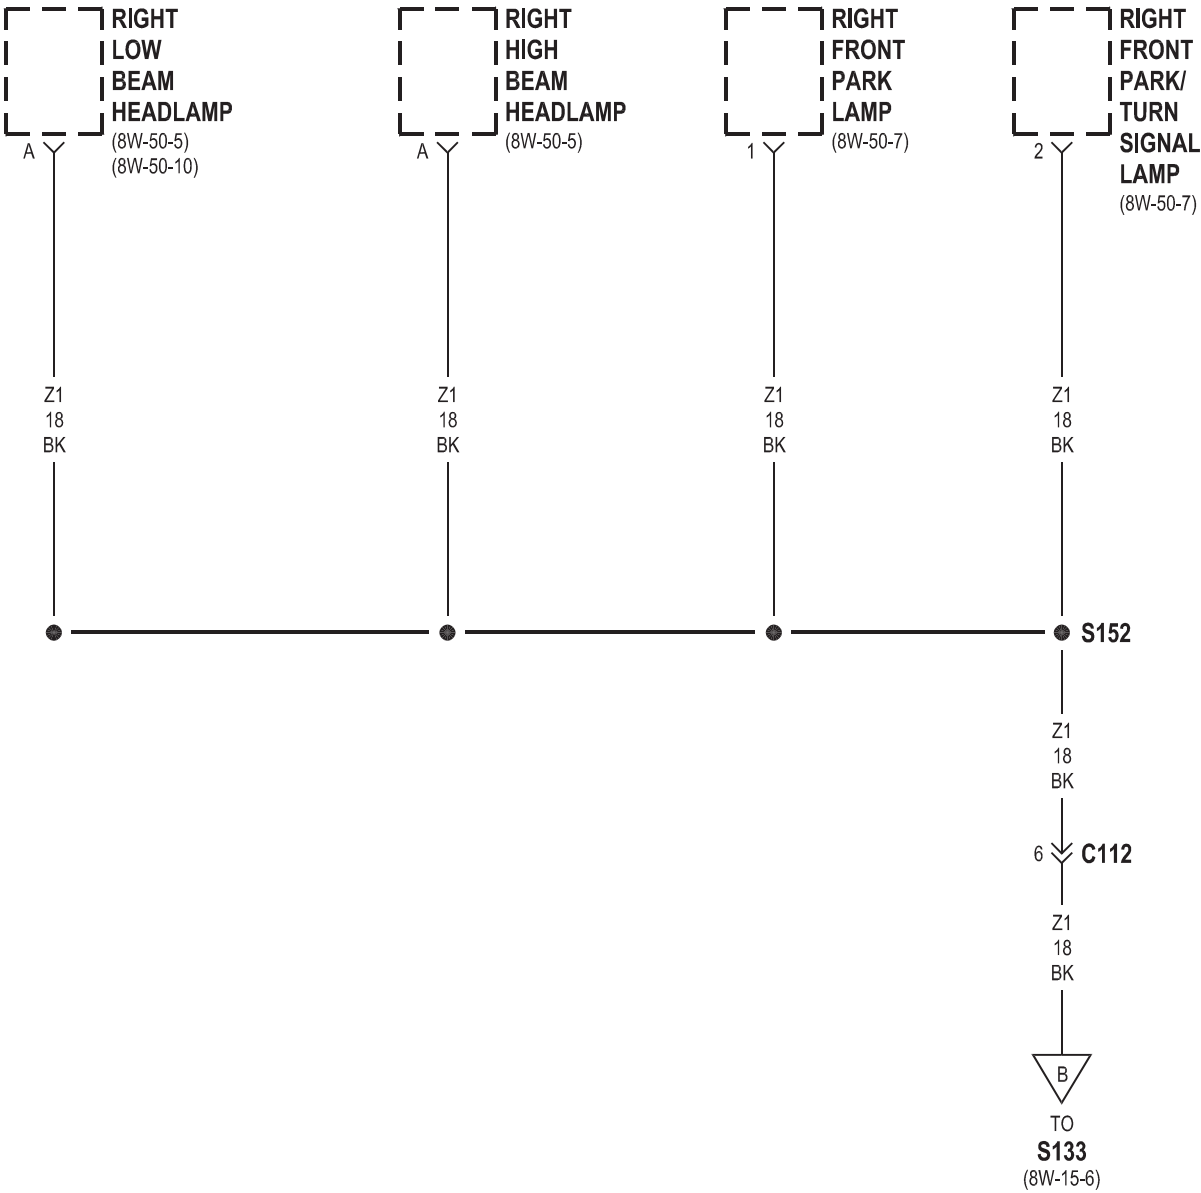 RIGHT
LOW
BEAM
HEADLAMP
(8W-50-5)
(8W-50-10)
A
RIGHT
HIGH
BEAM
HEADLAMP
(8W-50-5)
A
RIGHT
FRONT
PARK
LAMP
(8W-50-7)
1
RIGHT
FRONT
PARK/
TURN
SIGNAL
LAMP
(8W-50-7)
2
Z1
18
BK
Z1
18
BK
Z1
18
BK
Z1
18
BK
S152
Z1
18
BK
6
C112
Z1
18
BK
B
TO
S133
(8W-15-6)